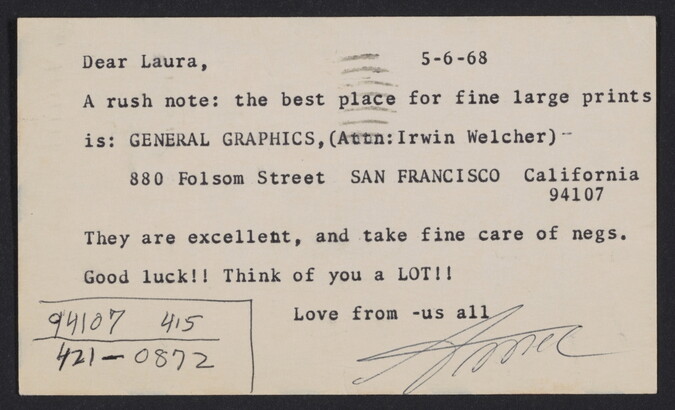 Dear Laura, 5-6-68
A rush note: the best place for fine large prints
is: GENERAL GRAPHICS,(Attn:Irwin Welcher)-
880 Folsom Street SAN FRANCISCO California
94107
They are excellent, and take fine care of negs.
Good luck!! Think of you a LOT!!
Love from -us all
94107 415
421-0872